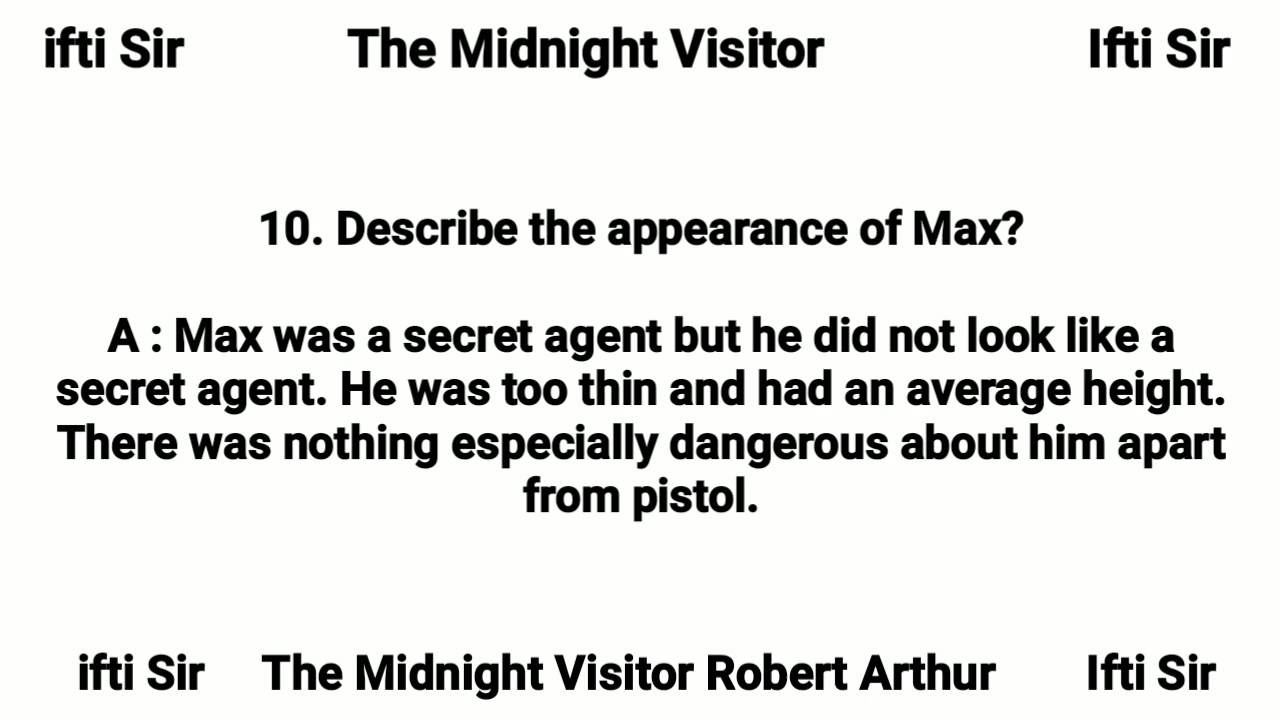 ifti Sir The Midnight Visitor Ifti Sir
10. Describe the appearance of Max?
A : Max was a secret agent but he did not look like a
secret agent. He was too thin and had an average height.
There was nothing especially dangerous about him apart
from pistol.
ifti Sir The Midnight Visitor Robert Arthur Ifti Sir